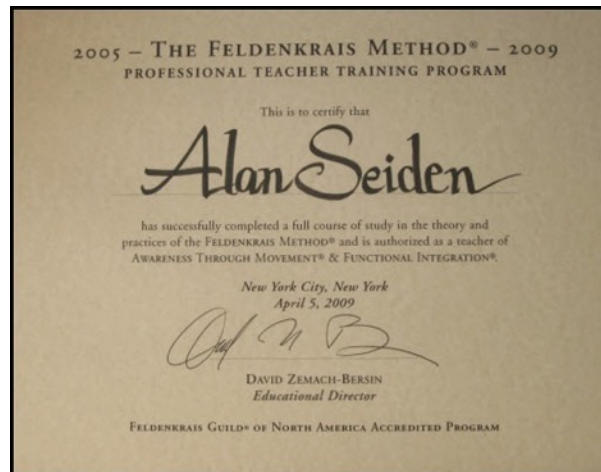 2005 – THE FELDENKRAIS METHOD® – 2009
PROFESSIONAL TEACHER TRAINING PROGRAM
This is to certify that
Alan Seiden
has successfully completed a full course of study in the theory and
practices of the FELDENKRAIS METHOD® and is authorized as a teacher of
AWARENESS THROUGH MOVEMENT® & FUNCTIONAL INTEGRATION®.
New York City, New York
April 5, 2009
DAVID ZEMACH-BERSIN
Educational Director
FELDENKRAIS GUILD® OF NORTH AMERICA ACCREDITED PROGRAM